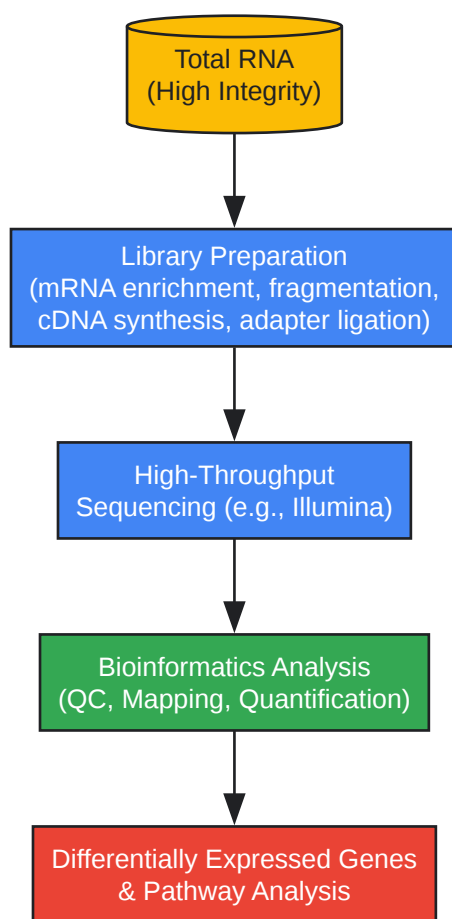 Total RNA
(High Integrity)
Library Preparation
(mRNA enrichment, fragmentation,
cDNA synthesis, adapter ligation)
High-Throughput
Sequencing (e.g., Illumina)
Bioinformatics Analysis
(QC, Mapping, Quantification)
Differentially Expressed Genes
& Pathway Analysis